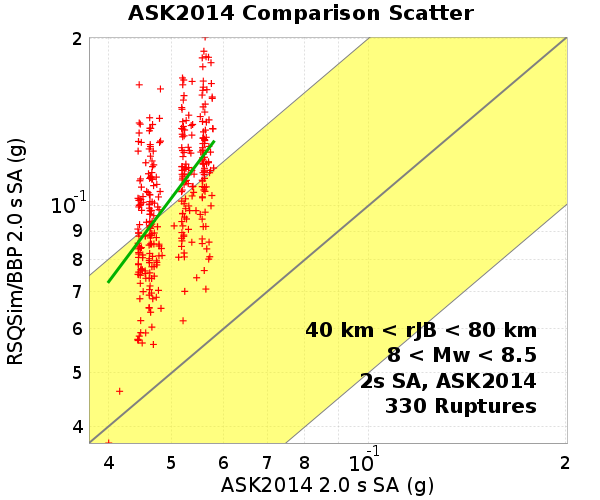 ASK2014 Comparison Scatter
RSQSim/BBP 2.0 s SA (g)
2
10^-1
9
8
7
6
5
4
40 km < rJB < 80 km
8 < Mw < 8.5
2s SA, ASK2014
330 Ruptures
4 5 6 7 8 10^-1 2
ASK2014 2.0 s SA (g)